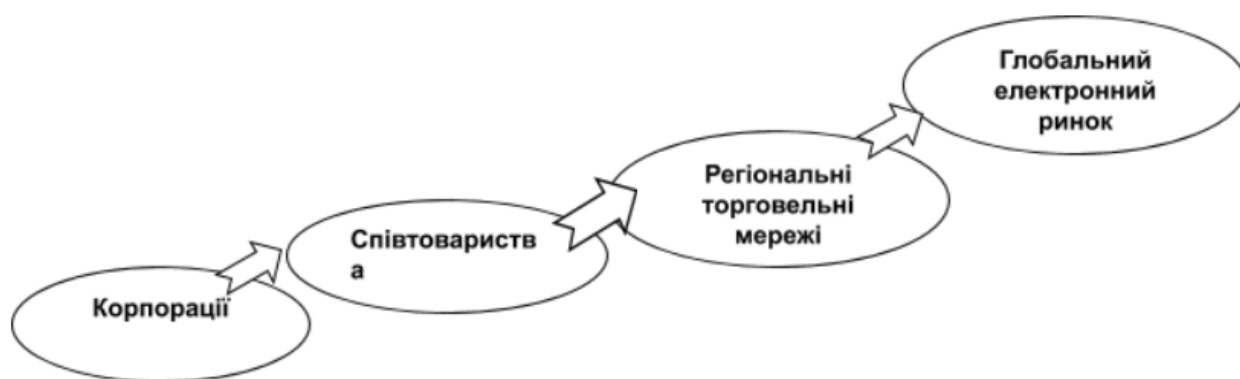 Глобальний
електронний
ринок
Регіональні
торговельні
мережі
Співтовариств
а
Корпорації